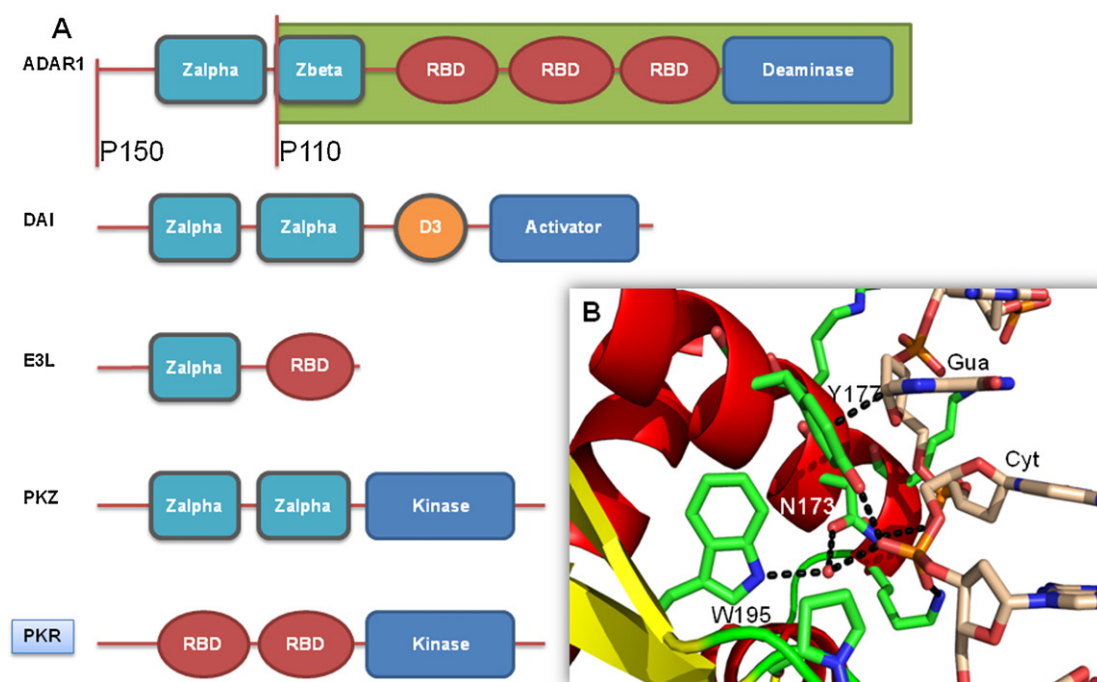 A
ADAR1
Zalpha Zbeta RBD RBD RBD Deaminase
P150 P110
DAI Zalpha Zalpha D3 Activator
E3L Zalpha RBD
PKZ Zalpha Zalpha Kinase
PKR RBD RBD Kinase
B
Gua
Y177
Cyt
N173
W195